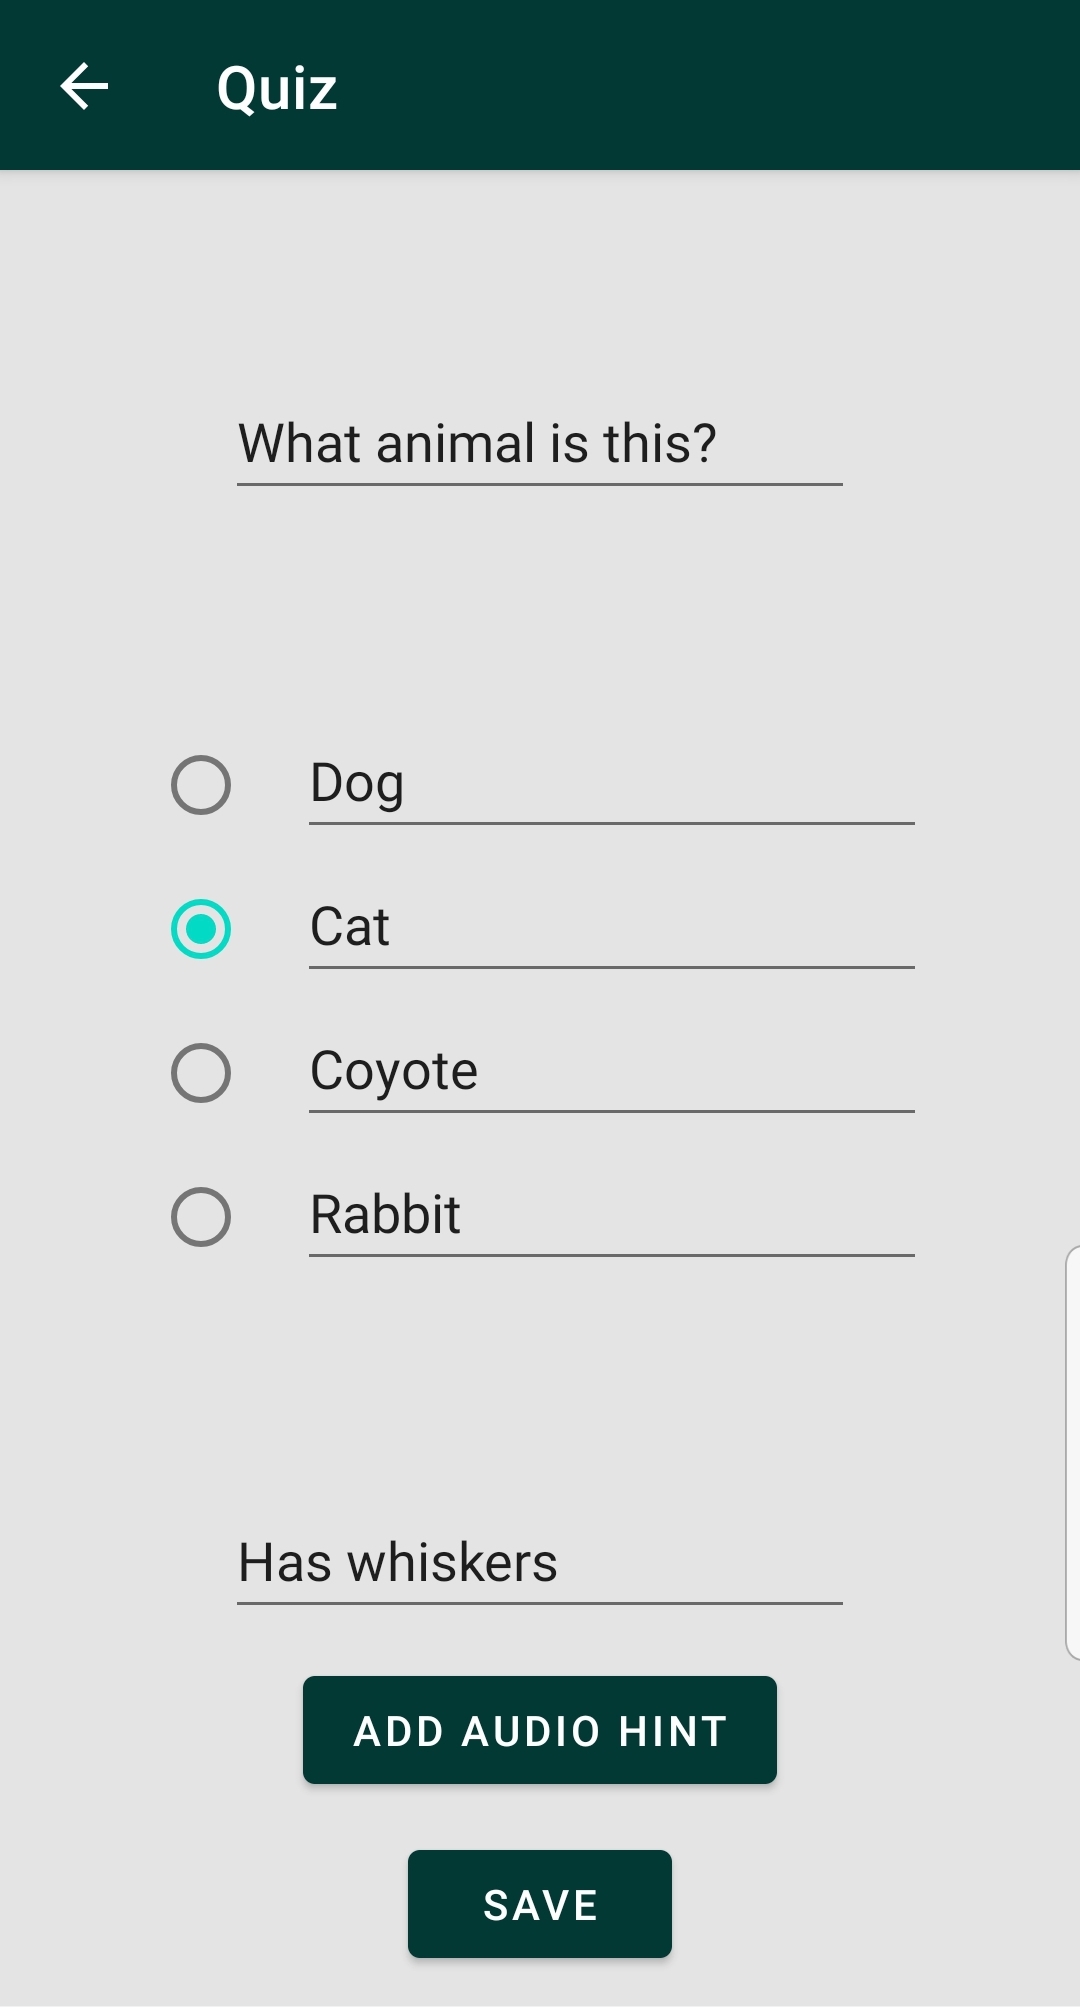 Quiz
What animal is this?
Dog
Cat
Coyote
Rabbit
Has whiskers
ADD AUDIO HINT
SAVE